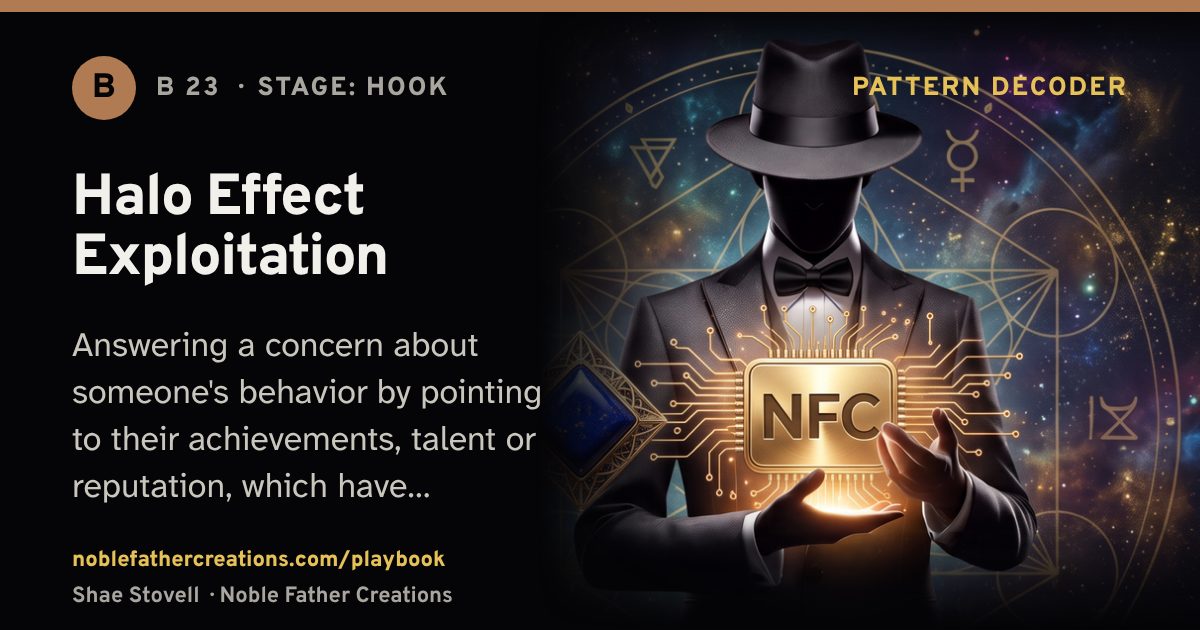 B
B 23 · STAGE: HOOK
PATTERN DECODER
Halo Effect
Exploitation
Answering a concern about
someone's behavior by pointing
to their achievements, talent or
reputation, which have...
NFC
noblefathercreations.com/playbook
Shae Stovell · Noble Father Creations